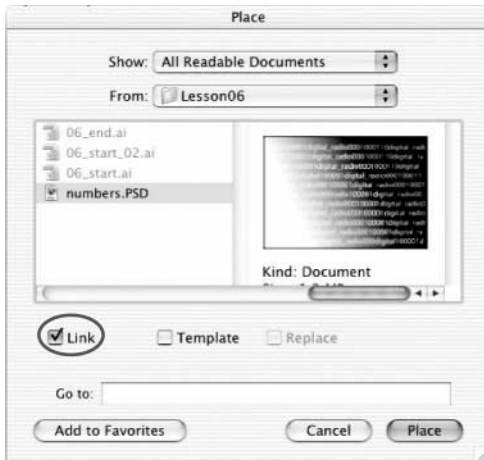 Place
Show: All Readable Documents
From: Lesson06
06_end.ai
06_start_02.ai
06_start.ai
numbers.PSD
Kind: Document
Link Template Replace
Go to:
Add to Favorites Cancel Place